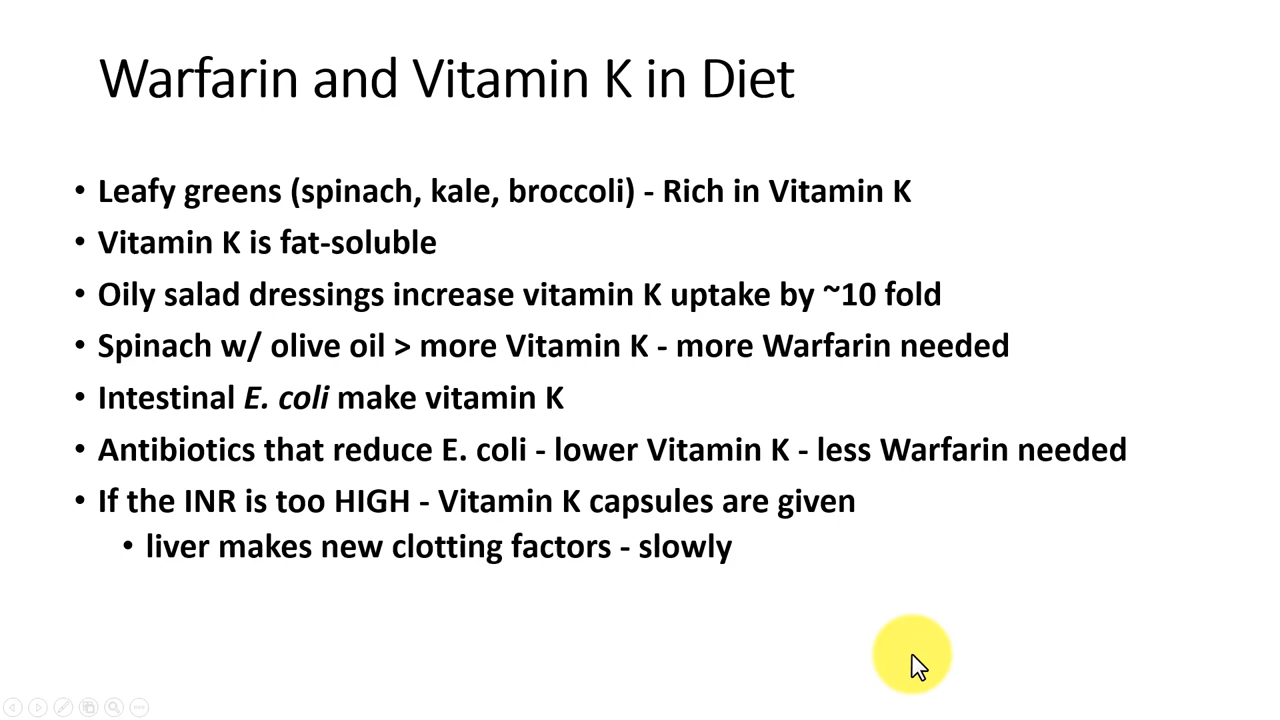 Warfarin and Vitamin K in Diet
• Leafy greens (spinach, kale, broccoli) - Rich in Vitamin K
• Vitamin K is fat-soluble
• Oily salad dressings increase vitamin K uptake by ~10 fold
• Spinach w/ olive oil > more Vitamin K - more Warfarin needed
• Intestinal E. coli make vitamin K
• Antibiotics that reduce E. coli - lower Vitamin K - less Warfarin needed
• If the INR is too HIGH - Vitamin K capsules are given
• liver makes new clotting factors - slowly